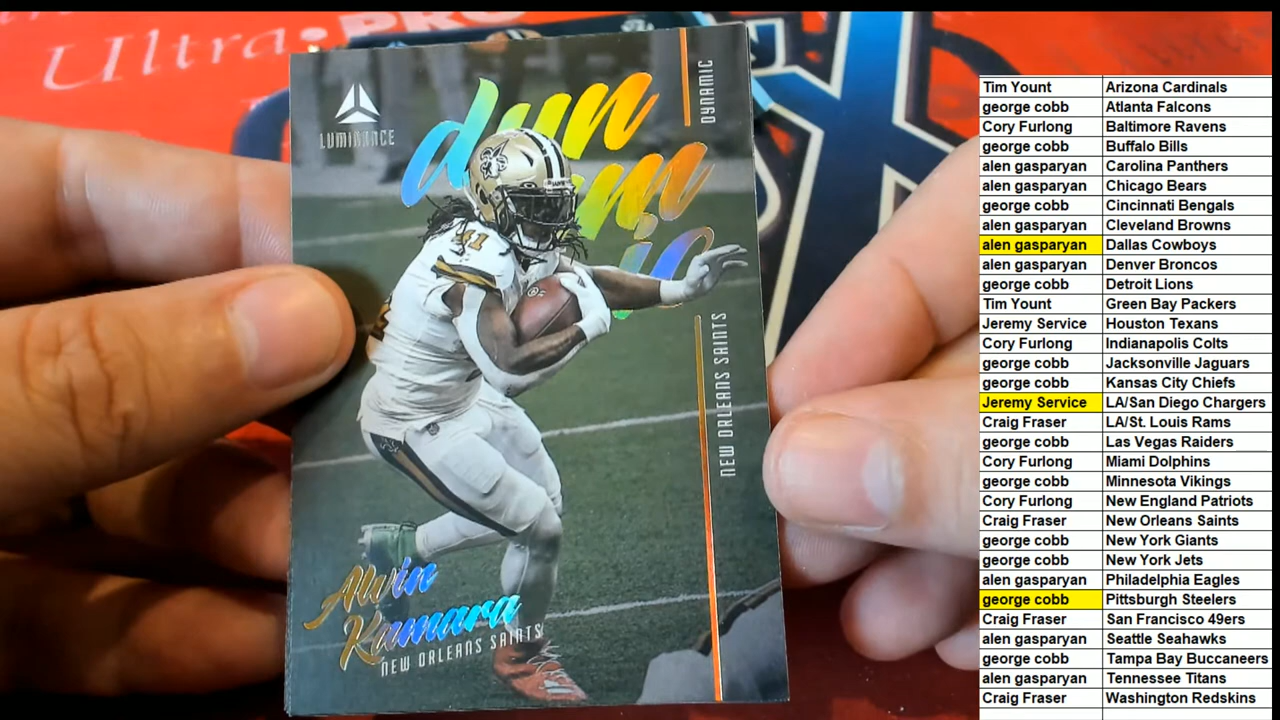 Ultra PRO
LUMINANCE
dynamic
DYNAMIC
41
NEW ORLEANS SAINTS
Alvin
Kamara
NEW ORLEANS SAINTS
Tim Yount Arizona Cardinals
george cobb Atlanta Falcons
Cory Furlong Baltimore Ravens
george cobb Buffalo Bills
alen gasparyan Carolina Panthers
alen gasparyan Chicago Bears
george cobb Cincinnati Bengals
alen gasparyan Cleveland Browns
alen gasparyan Dallas Cowboys
alen gasparyan Denver Broncos
george cobb Detroit Lions
Tim Yount Green Bay Packers
Jeremy Service Houston Texans
Cory Furlong Indianapolis Colts
george cobb Jacksonville Jaguars
george cobb Kansas City Chiefs
Jeremy Service LA/San Diego Chargers
Craig Fraser LA/St. Louis Rams
george cobb Las Vegas Raiders
Cory Furlong Miami Dolphins
george cobb Minnesota Vikings
Cory Furlong New England Patriots
Craig Fraser New Orleans Saints
george cobb New York Giants
george cobb New York Jets
alen gasparyan Philadelphia Eagles
george cobb Pittsburgh Steelers
Craig Fraser San Francisco 49ers
alen gasparyan Seattle Seahawks
george cobb Tampa Bay Buccaneers
alen gasparyan Tennessee Titans
Craig Fraser Washington Redskins